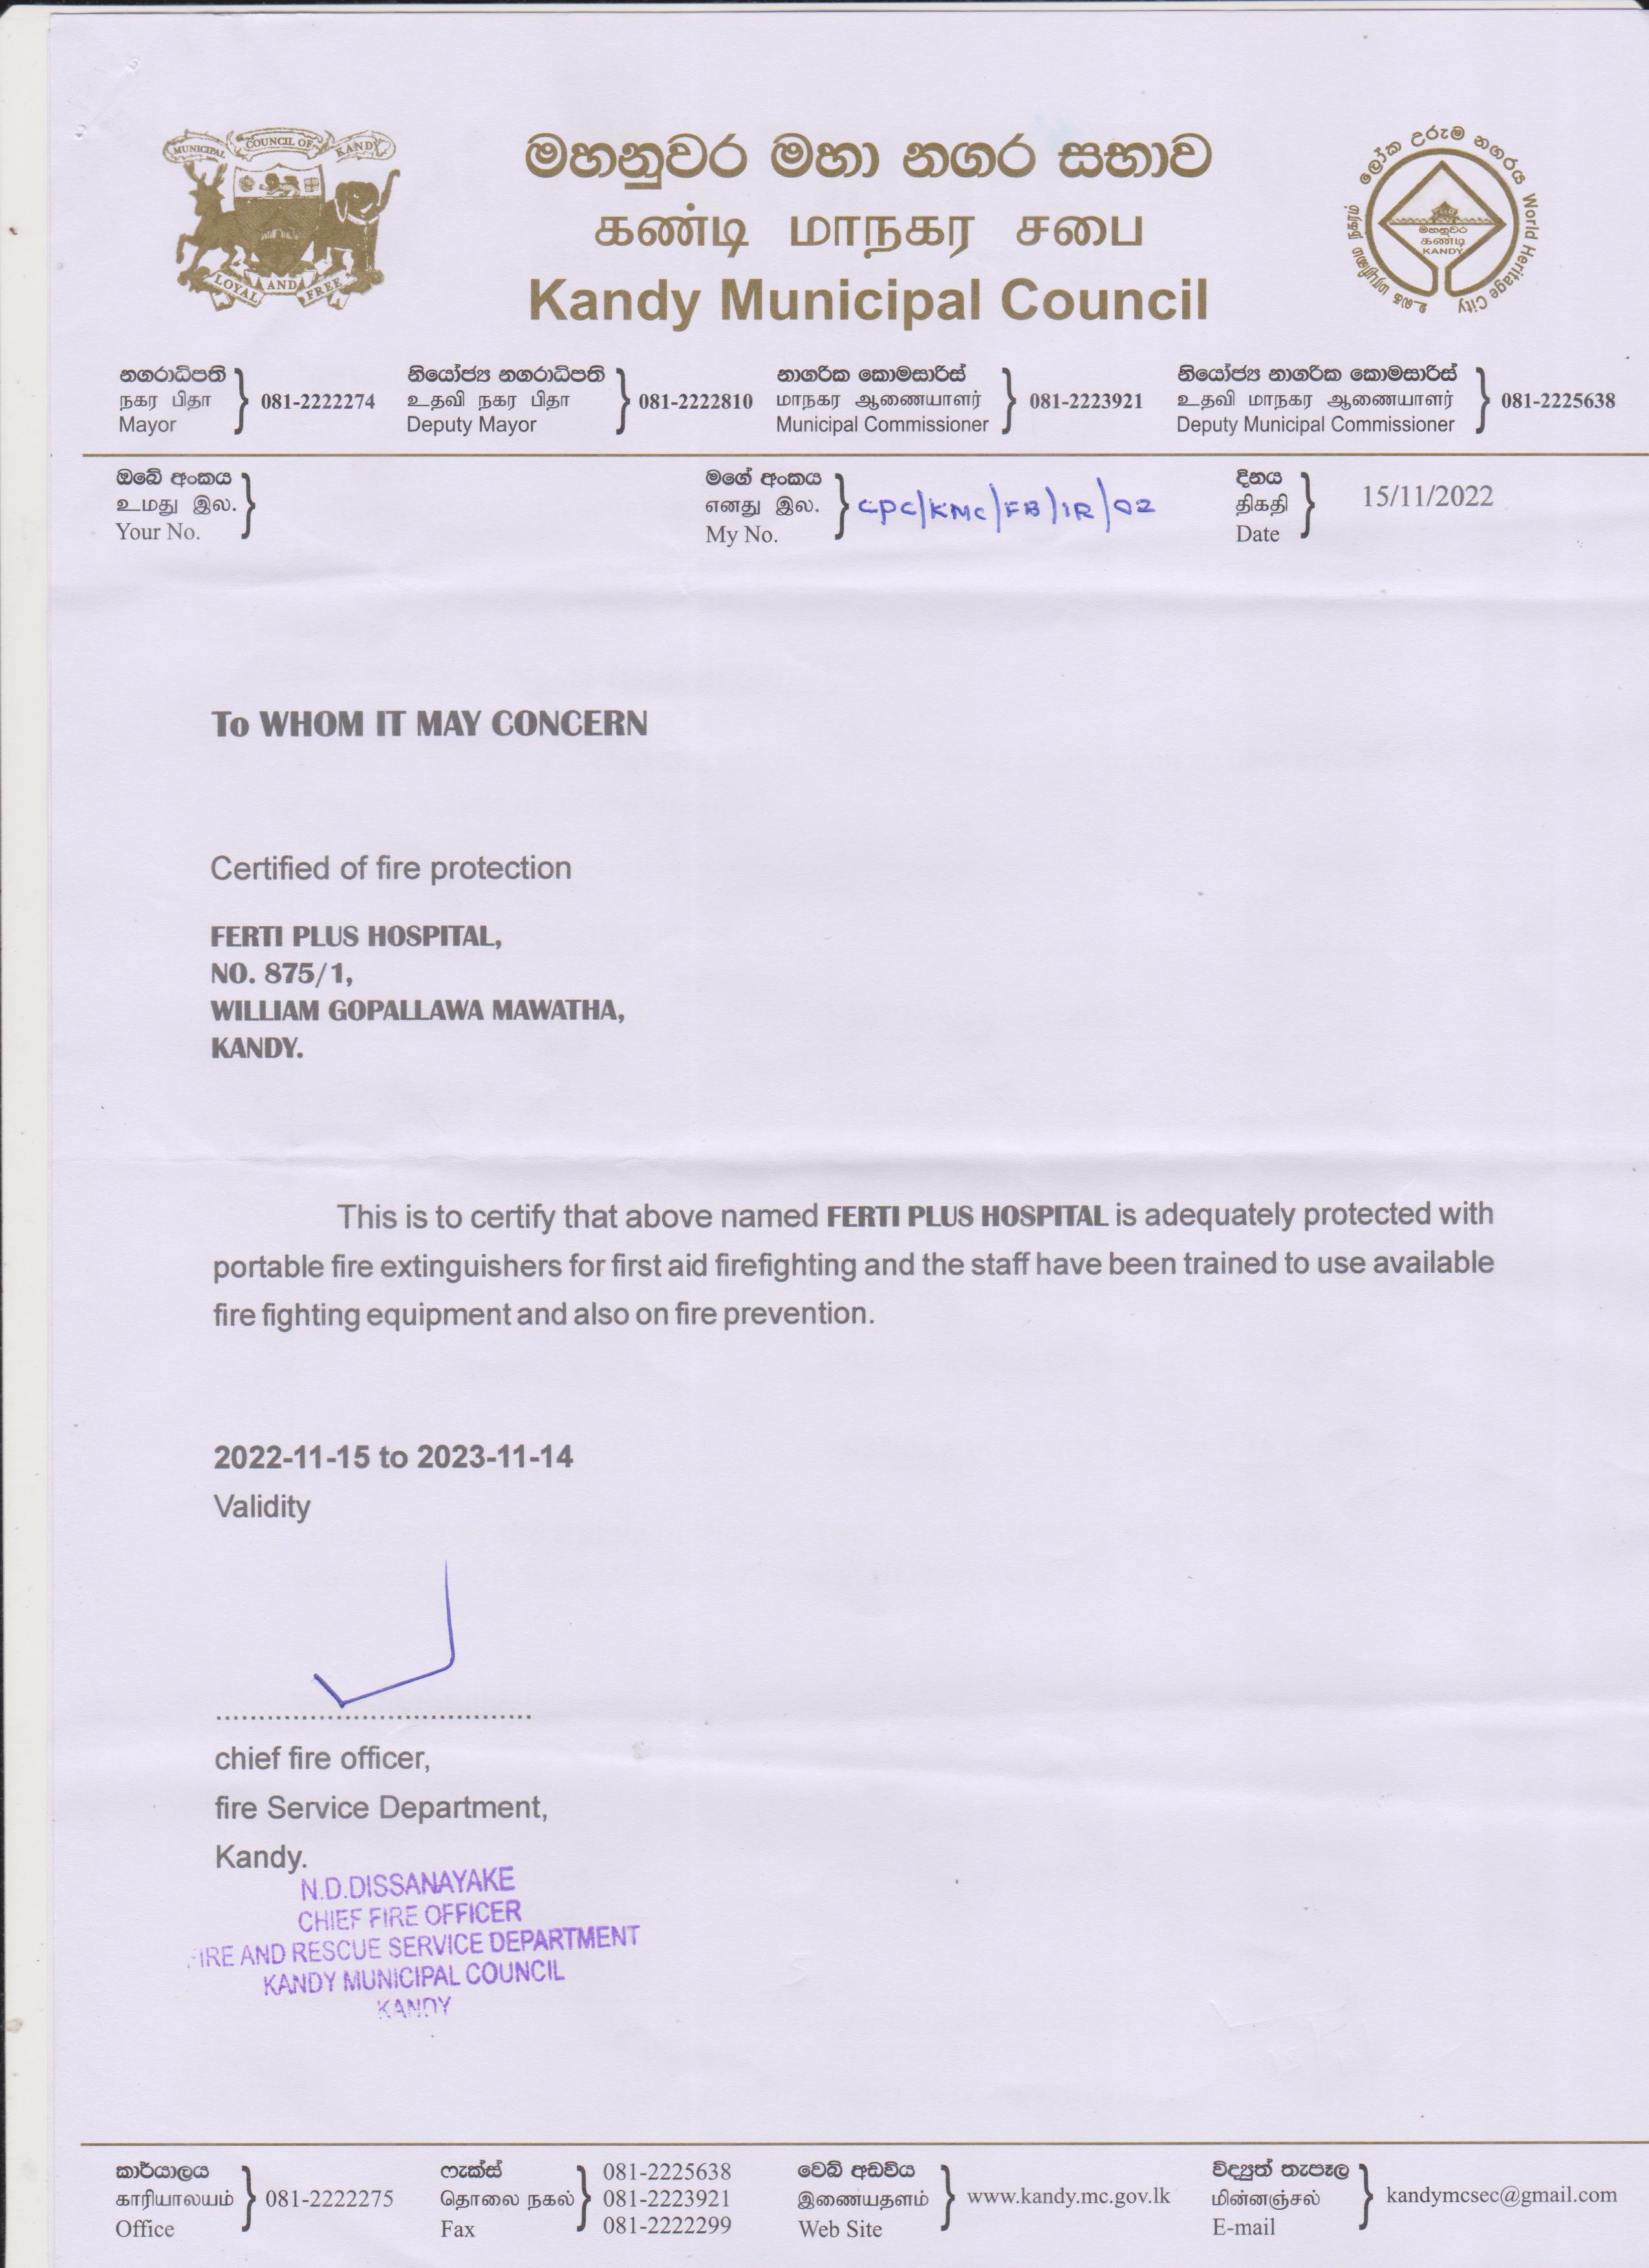 MUNICIPAL COUNCIL OF KANDY
LOYAL AND FREE
මහනුවර මහා නගර සභාව
கண்டி மாநகர சபை
Kandy Municipal Council
ලෝක උරුම නගරය World Heritage City உலக மரபுரிமை நகரம்
මහනුවර
கண்டி
KANDY
නගරාධිපති
நகர பிதா
Mayor
081-2222274
නියෝජ්‍ය නගරාධිපති
உதவி நகர பிதா
Deputy Mayor
081-2222810
නාගරික කොමසාරිස්
மாநகர ஆணையாளர்
Municipal Commissioner
081-2223921
නියෝජ්‍ය නාගරික කොමසාරිස්
உதவி மாநகர ஆணையாளர்
Deputy Municipal Commissioner
081-2225638
ඔබේ අංකය
உமது இல.
Your No.
මගේ අංකය
எனது இல.
My No.
CPC/KMC/FB/IR/02
දිනය
திகதி
Date
15/11/2022
To WHOM IT MAY CONCERN
Certified of fire protection
FERTI PLUS HOSPITAL,
NO. 875/1,
WILLIAM GOPALLAWA MAWATHA,
KANDY.
This is to certify that above named FERTI PLUS HOSPITAL is adequately protected with
portable fire extinguishers for first aid firefighting and the staff have been trained to use available
fire fighting equipment and also on fire prevention.
2022-11-15 to 2023-11-14
Validity
....................................
chief fire officer,
fire Service Department,
Kandy.
N.D.DISSANAYAKE
CHIEF FIRE OFFICER
FIRE AND RESCUE SERVICE DEPARTMENT
KANDY MUNICIPAL COUNCIL
KANDY
කාර්යාලය
காரியாலயம்
Office
081-2222275
ෆැක්ස්
தொலை நகல்
Fax
081-2225638
081-2223921
081-2222299
වෙබ් අඩවිය
இணையதளம்
Web Site
www.kandy.mc.gov.lk
විද්‍යුත් තැපෑල
மின்னஞ்சல்
E-mail
kandymcsec@gmail.com